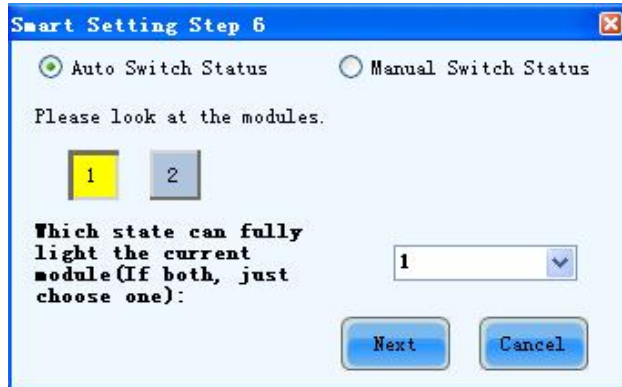 Smart Setting Step 6
Auto Switch Status Manual Switch Status
Please look at the modules.
1 2
Which state can fully
light the current
module(If both, just
choose one):
1
Next Cancel